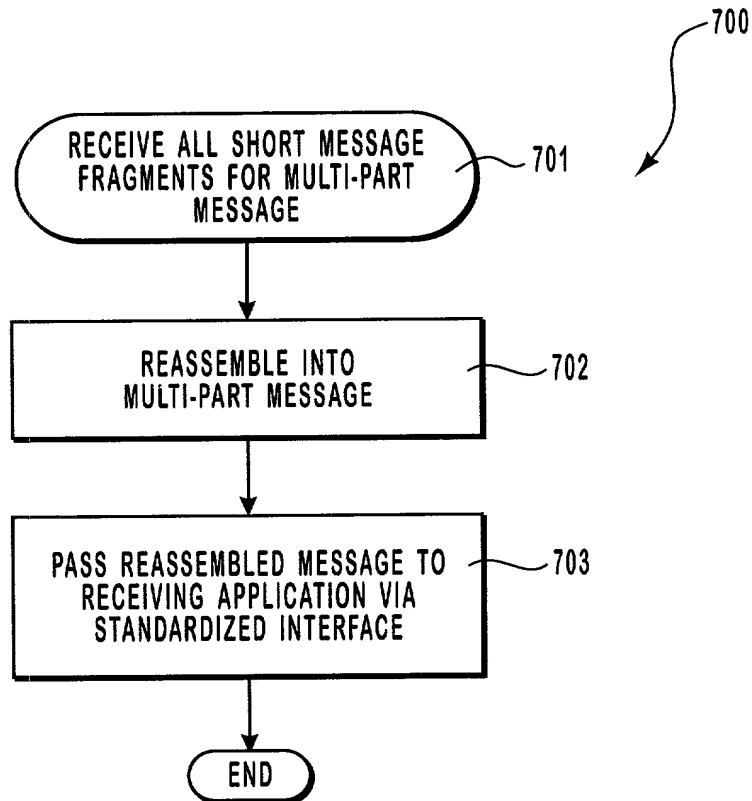 700
RECEIVE ALL SHORT MESSAGE
FRAGMENTS FOR MULTI-PART
MESSAGE
701
REASSEMBLE INTO
MULTI-PART MESSAGE
702
PASS REASSEMBLED MESSAGE TO
RECEIVING APPLICATION VIA
STANDARDIZED INTERFACE
703
END